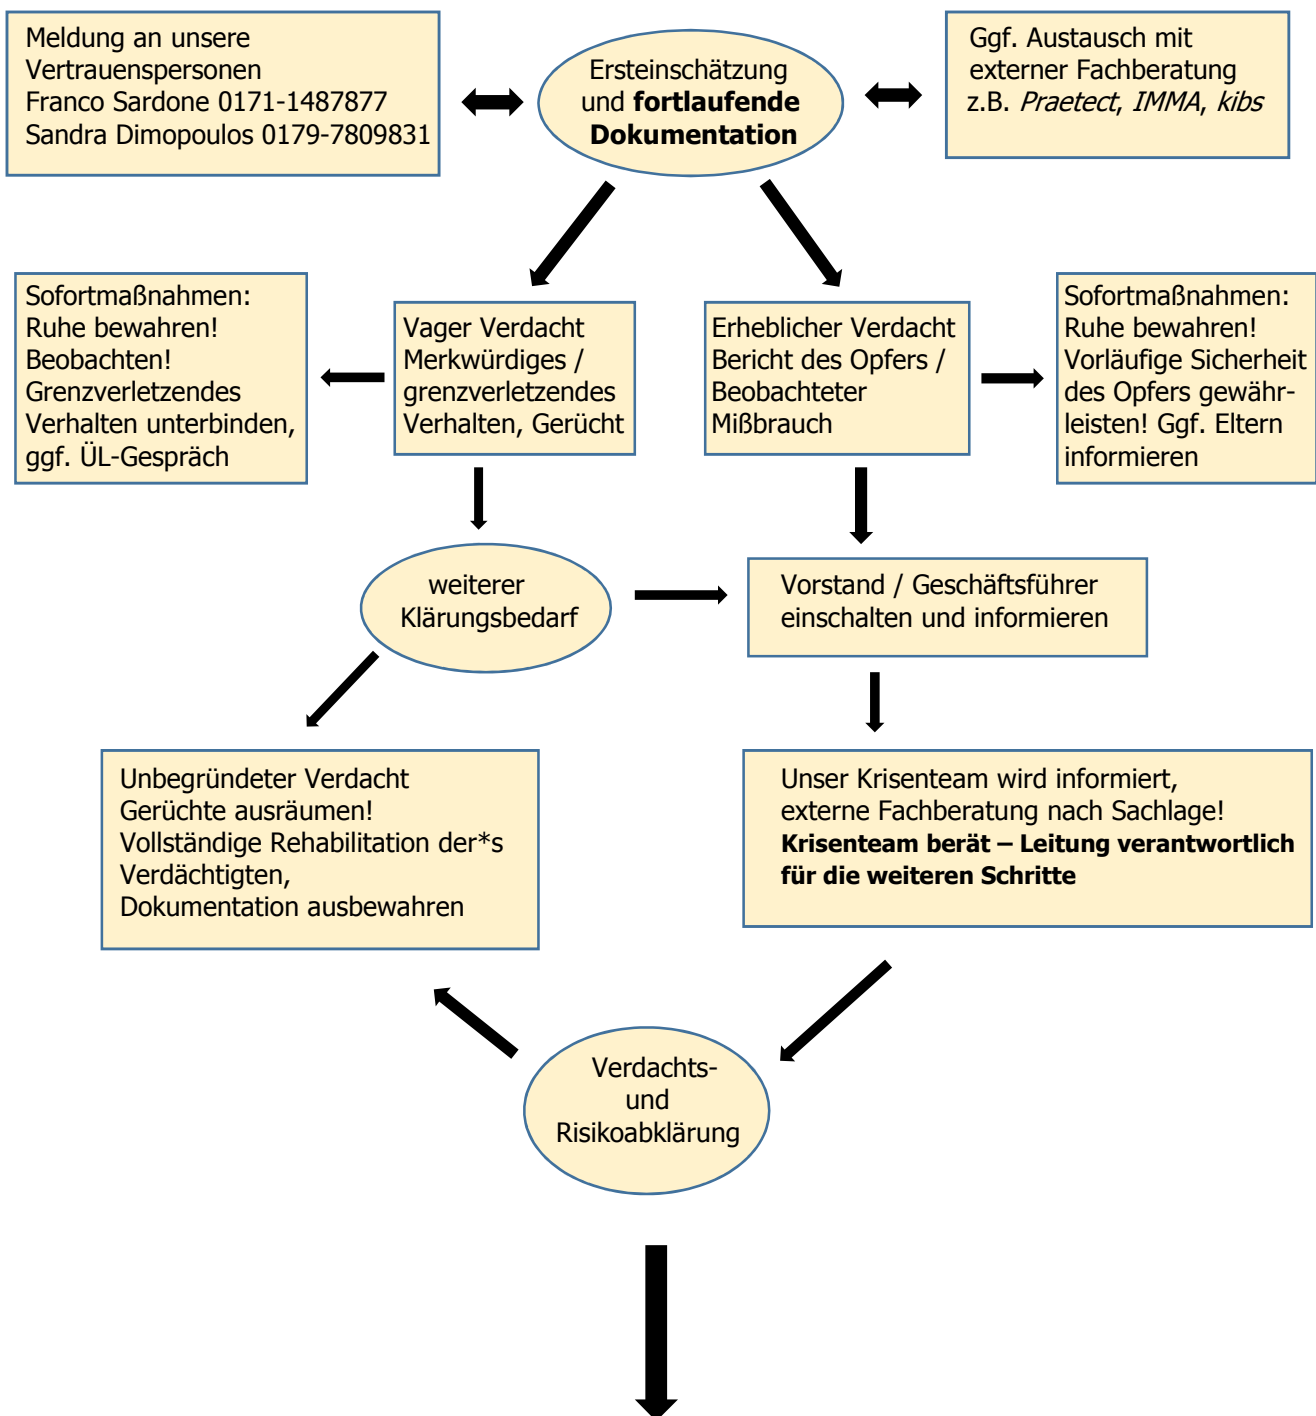 Meldung an unsere
Vertrauenspersonen
Franco Sardone 0171-1487877
Sandra Dimopoulos 0179-7809831
Ersteinschätzung
und fortlaufende
Dokumentation
Ggf. Austausch mit
externer Fachberatung
z.B. Praetect, IMMA, kibs
Sofortmaßnahmen:
Ruhe bewahren!
Beobachten!
Grenzverletzendes
Verhalten unterbinden,
ggf. ÜL-Gespräch
Vager Verdacht
Merkwürdiges /
grenzverletzendes
Verhalten, Gerücht
Erheblicher Verdacht
Bericht des Opfers /
Beobachteter
Mißbrauch
Sofortmaßnahmen:
Ruhe bewahren!
Vorläufige Sicherheit
des Opfers gewähr-
leisten! Ggf. Eltern
informieren
weiterer
Klärungsbedarf
Vorstand / Geschäftsführer
einschalten und informieren
Unbegründeter Verdacht
Gerüchte ausräumen!
Vollständige Rehabilitation der*s
Verdächtigten,
Dokumentation ausbewahren
Unser Krisenteam wird informiert,
externe Fachberatung nach Sachlage!
Krisenteam berät – Leitung verantwortlich
für die weiteren Schritte
Verdachts-
und
Risikoabklärung